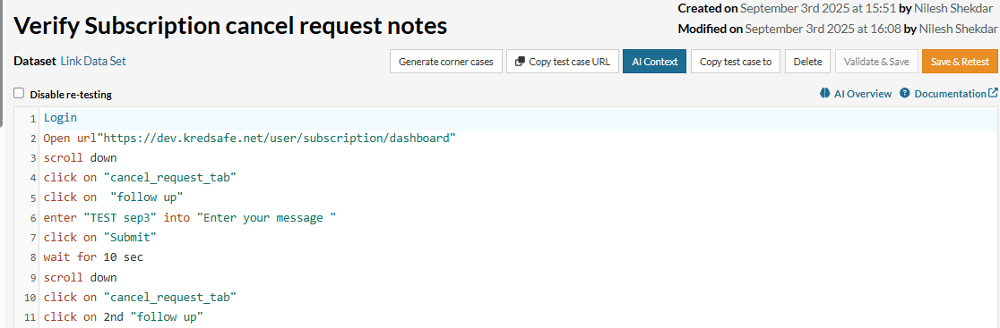 Created on September 3rd 2025 at 15:51 by Nilesh Shekdar
Verify Subscription cancel request notes
Modified on September 3rd 2025 at 16:08 by Nilesh Shekdar
Dataset Link Data Set
Generate corner cases Copy test case URL AI Context Copy test case to Delete Validate & Save Save & Retest
Disable re-testing
AI Overview Documentation
1 Login
2 Open url"https://dev.kredsafe.net/user/subscription/dashboard"
3 scroll down
4 click on "cancel_request_tab"
5 click on  "follow up"
6 enter "TEST sep3" into "Enter your message "
7 click on "Submit"
8 wait for 10 sec
9 scroll down
10 click on "cancel_request_tab"
11 click on 2nd "follow up"